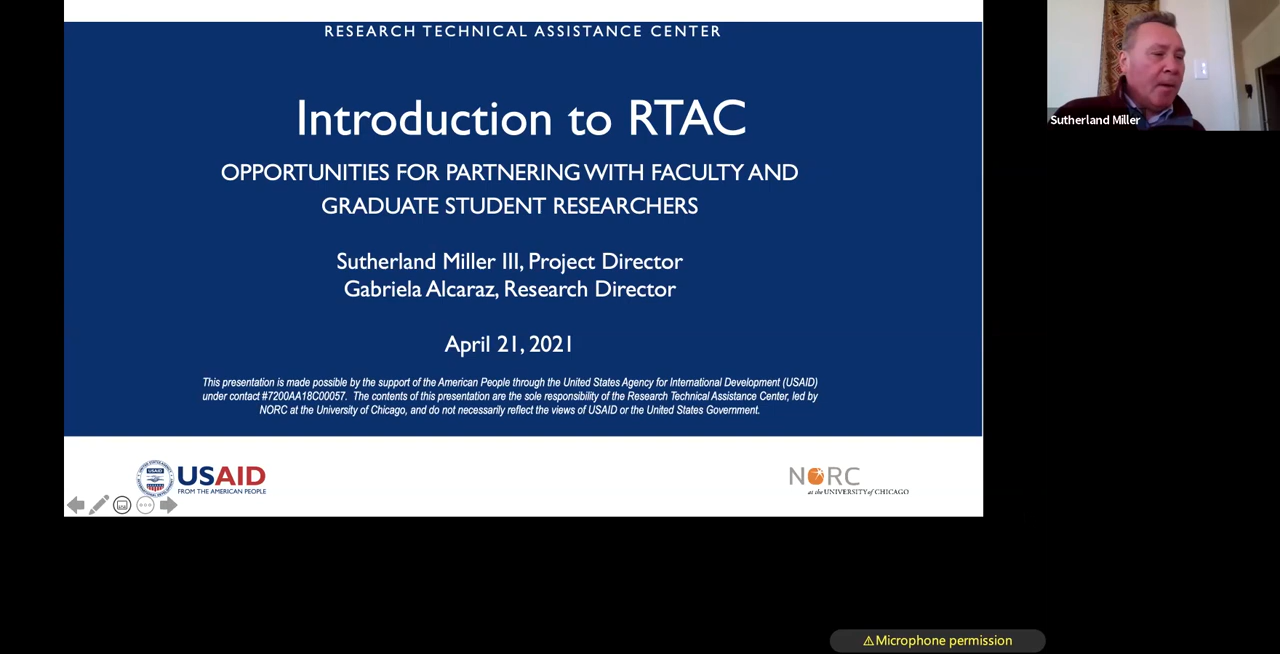 RESEARCH TECHNICAL ASSISTANCE CENTER
Introduction to RTAC
OPPORTUNITIES FOR PARTNERING WITH FACULTY AND
GRADUATE STUDENT RESEARCHERS
Sutherland Miller III, Project Director
Gabriela Alcaraz, Research Director
April 21, 2021
This presentation is made possible by the support of the American People through the United States Agency for International Development (USAID)
under contact #7200AA18C00057. The contents of this presentation are the sole responsibility of the Research Technical Assistance Center, led by
NORC at the University of Chicago, and do not necessarily reflect the views of USAID or the United States Government.
USAID
FROM THE AMERICAN PEOPLE
NORC
at the UNIVERSITY of CHICAGO
Sutherland Miller
⚠Microphone permission